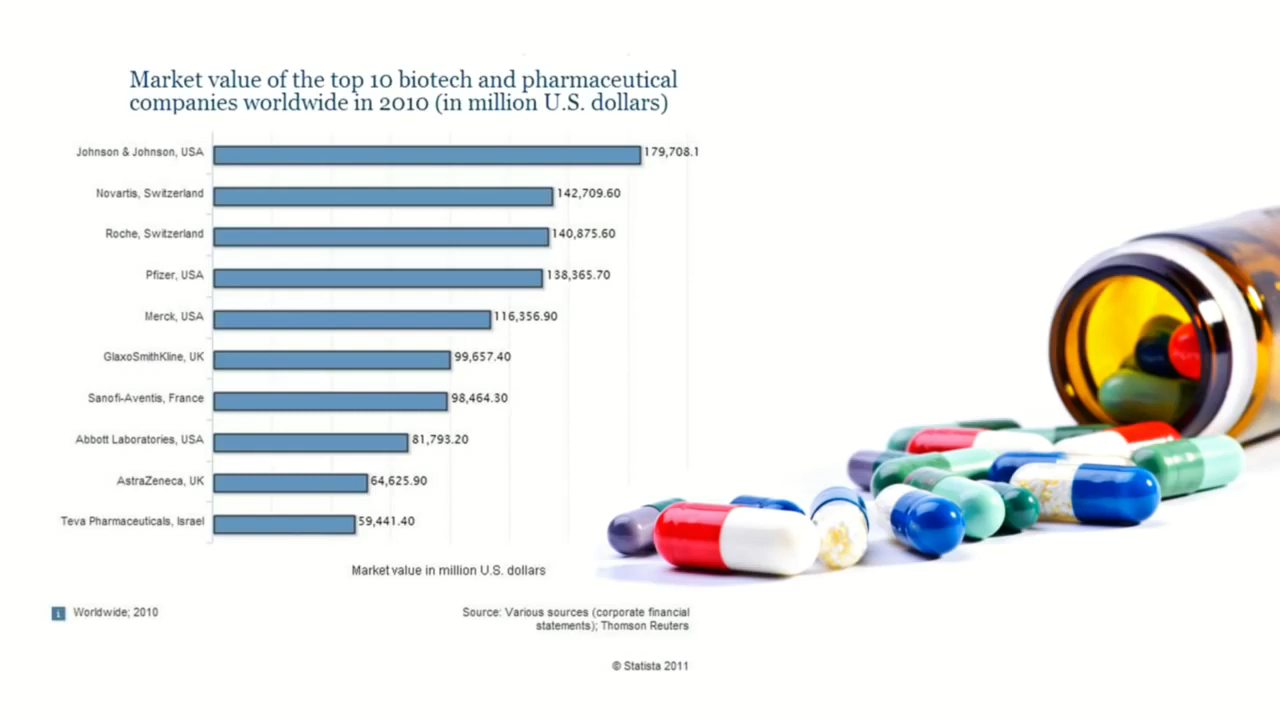 Market value of the top 10 biotech and pharmaceutical
companies worldwide in 2010 (in million U.S. dollars)
Johnson & Johnson, USA 179,708.1
Novartis, Switzerland 142,709.60
Roche, Switzerland 140,875.60
Pfizer, USA 138,365.70
Merck, USA 116,356.90
GlaxoSmithKline, UK 99,657.40
Sanofi-Aventis, France 98,464.30
Abbott Laboratories, USA 81,793.20
AstraZeneca, UK 64,625.90
Teva Pharmaceuticals, Israel 59,441.40
Market value in million U.S. dollars
i Worldwide; 2010
Source: Various sources (corporate financial
statements); Thomson Reuters
© Statista 2011